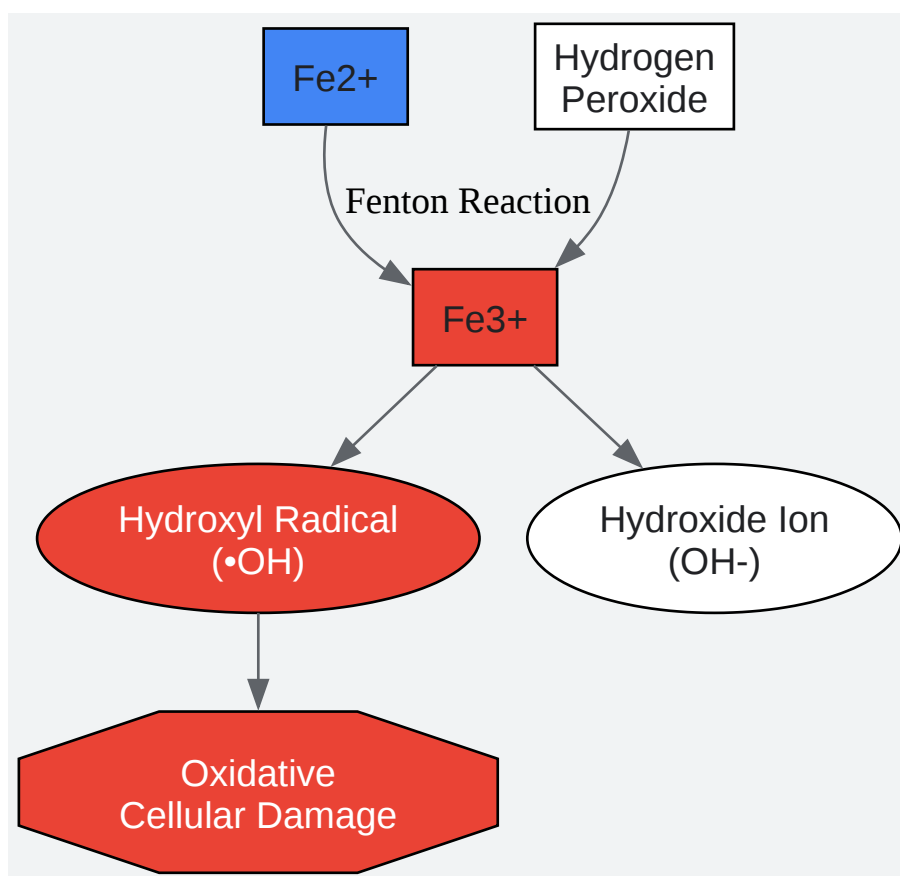 Fe2+
Hydrogen
Peroxide
Fenton Reaction
Fe3+
Hydroxyl Radical
(•OH)
Hydroxide Ion
(OH-)
Oxidative
Cellular Damage